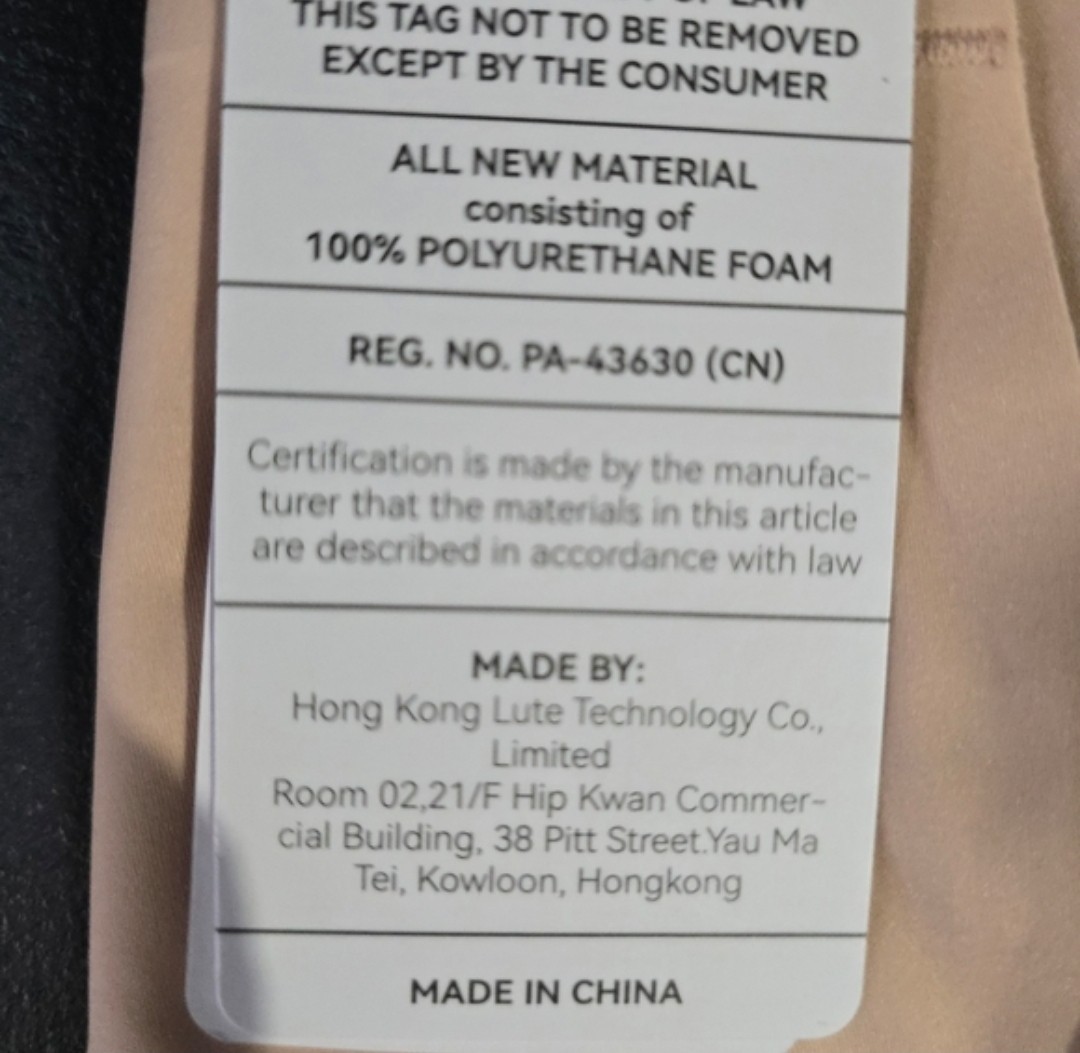 OF LAW
THIS TAG NOT TO BE REMOVED
EXCEPT BY THE CONSUMER
ALL NEW MATERIAL
consisting of
100% POLYURETHANE FOAM
REG. NO. PA-43630 (CN)
Certification is made by the manufac-
turer that the materials in this article
are described in accordance with law
MADE BY:
Hong Kong Lute Technology Co.,
Limited
Room 02,21/F Hip Kwan Commer-
cial Building, 38 Pitt Street.Yau Ma
Tei, Kowloon, Hongkong
MADE IN CHINA